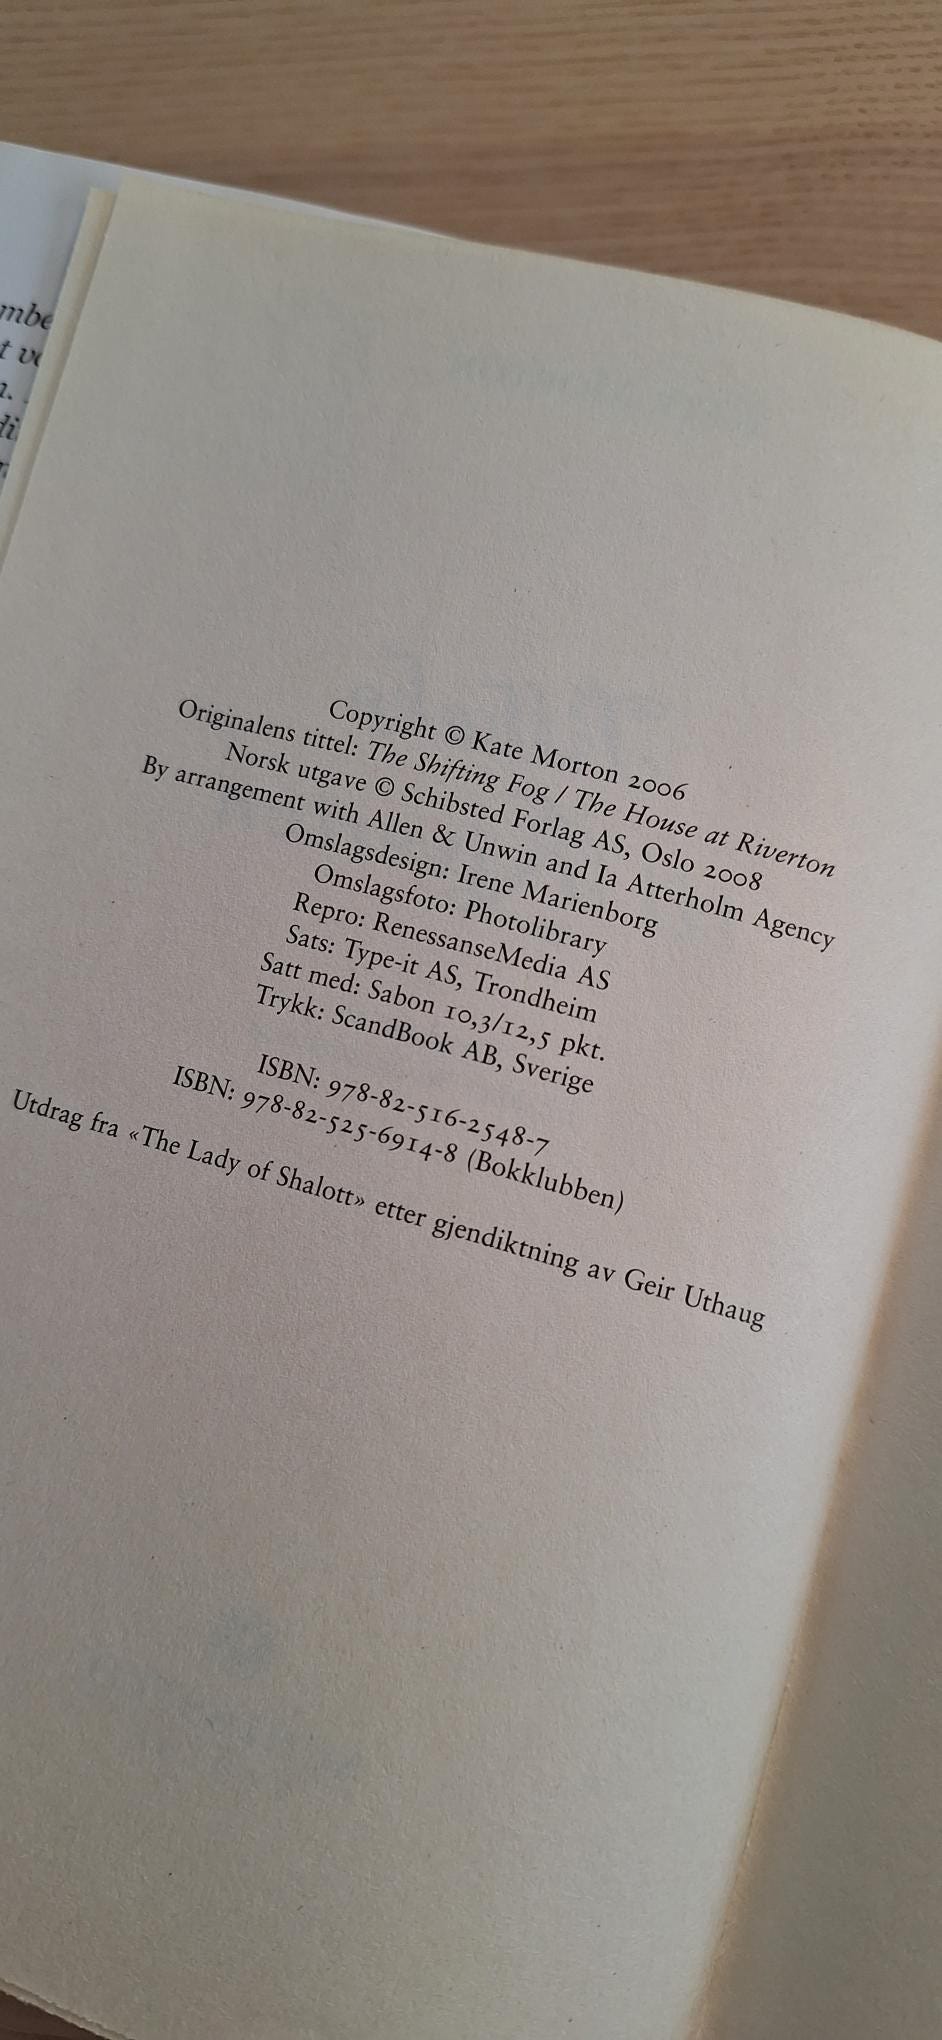 mbe
t v
di
Copyright © Kate Morton 2006
Originalens tittel: The Shifting Fog / The House at Riverton
Norsk utgave © Schibsted Forlag AS, Oslo 2008
By arrangement with Allen & Unwin and Ia Atterholm Agency
Omslagsdesign: Irene Marienborg
Omslagsfoto: Photolibrary
Repro: RenessanseMedia AS
Sats: Type-it AS, Trondheim
Satt med: Sabon 10,3/12,5 pkt.
Trykk: ScandBook AB, Sverige
ISBN: 978-82-516-2548-7
ISBN: 978-82-525-6914-8 (Bokklubben)
Utdrag fra «The Lady of Shalott» etter gjendiktning av Geir Uthaug